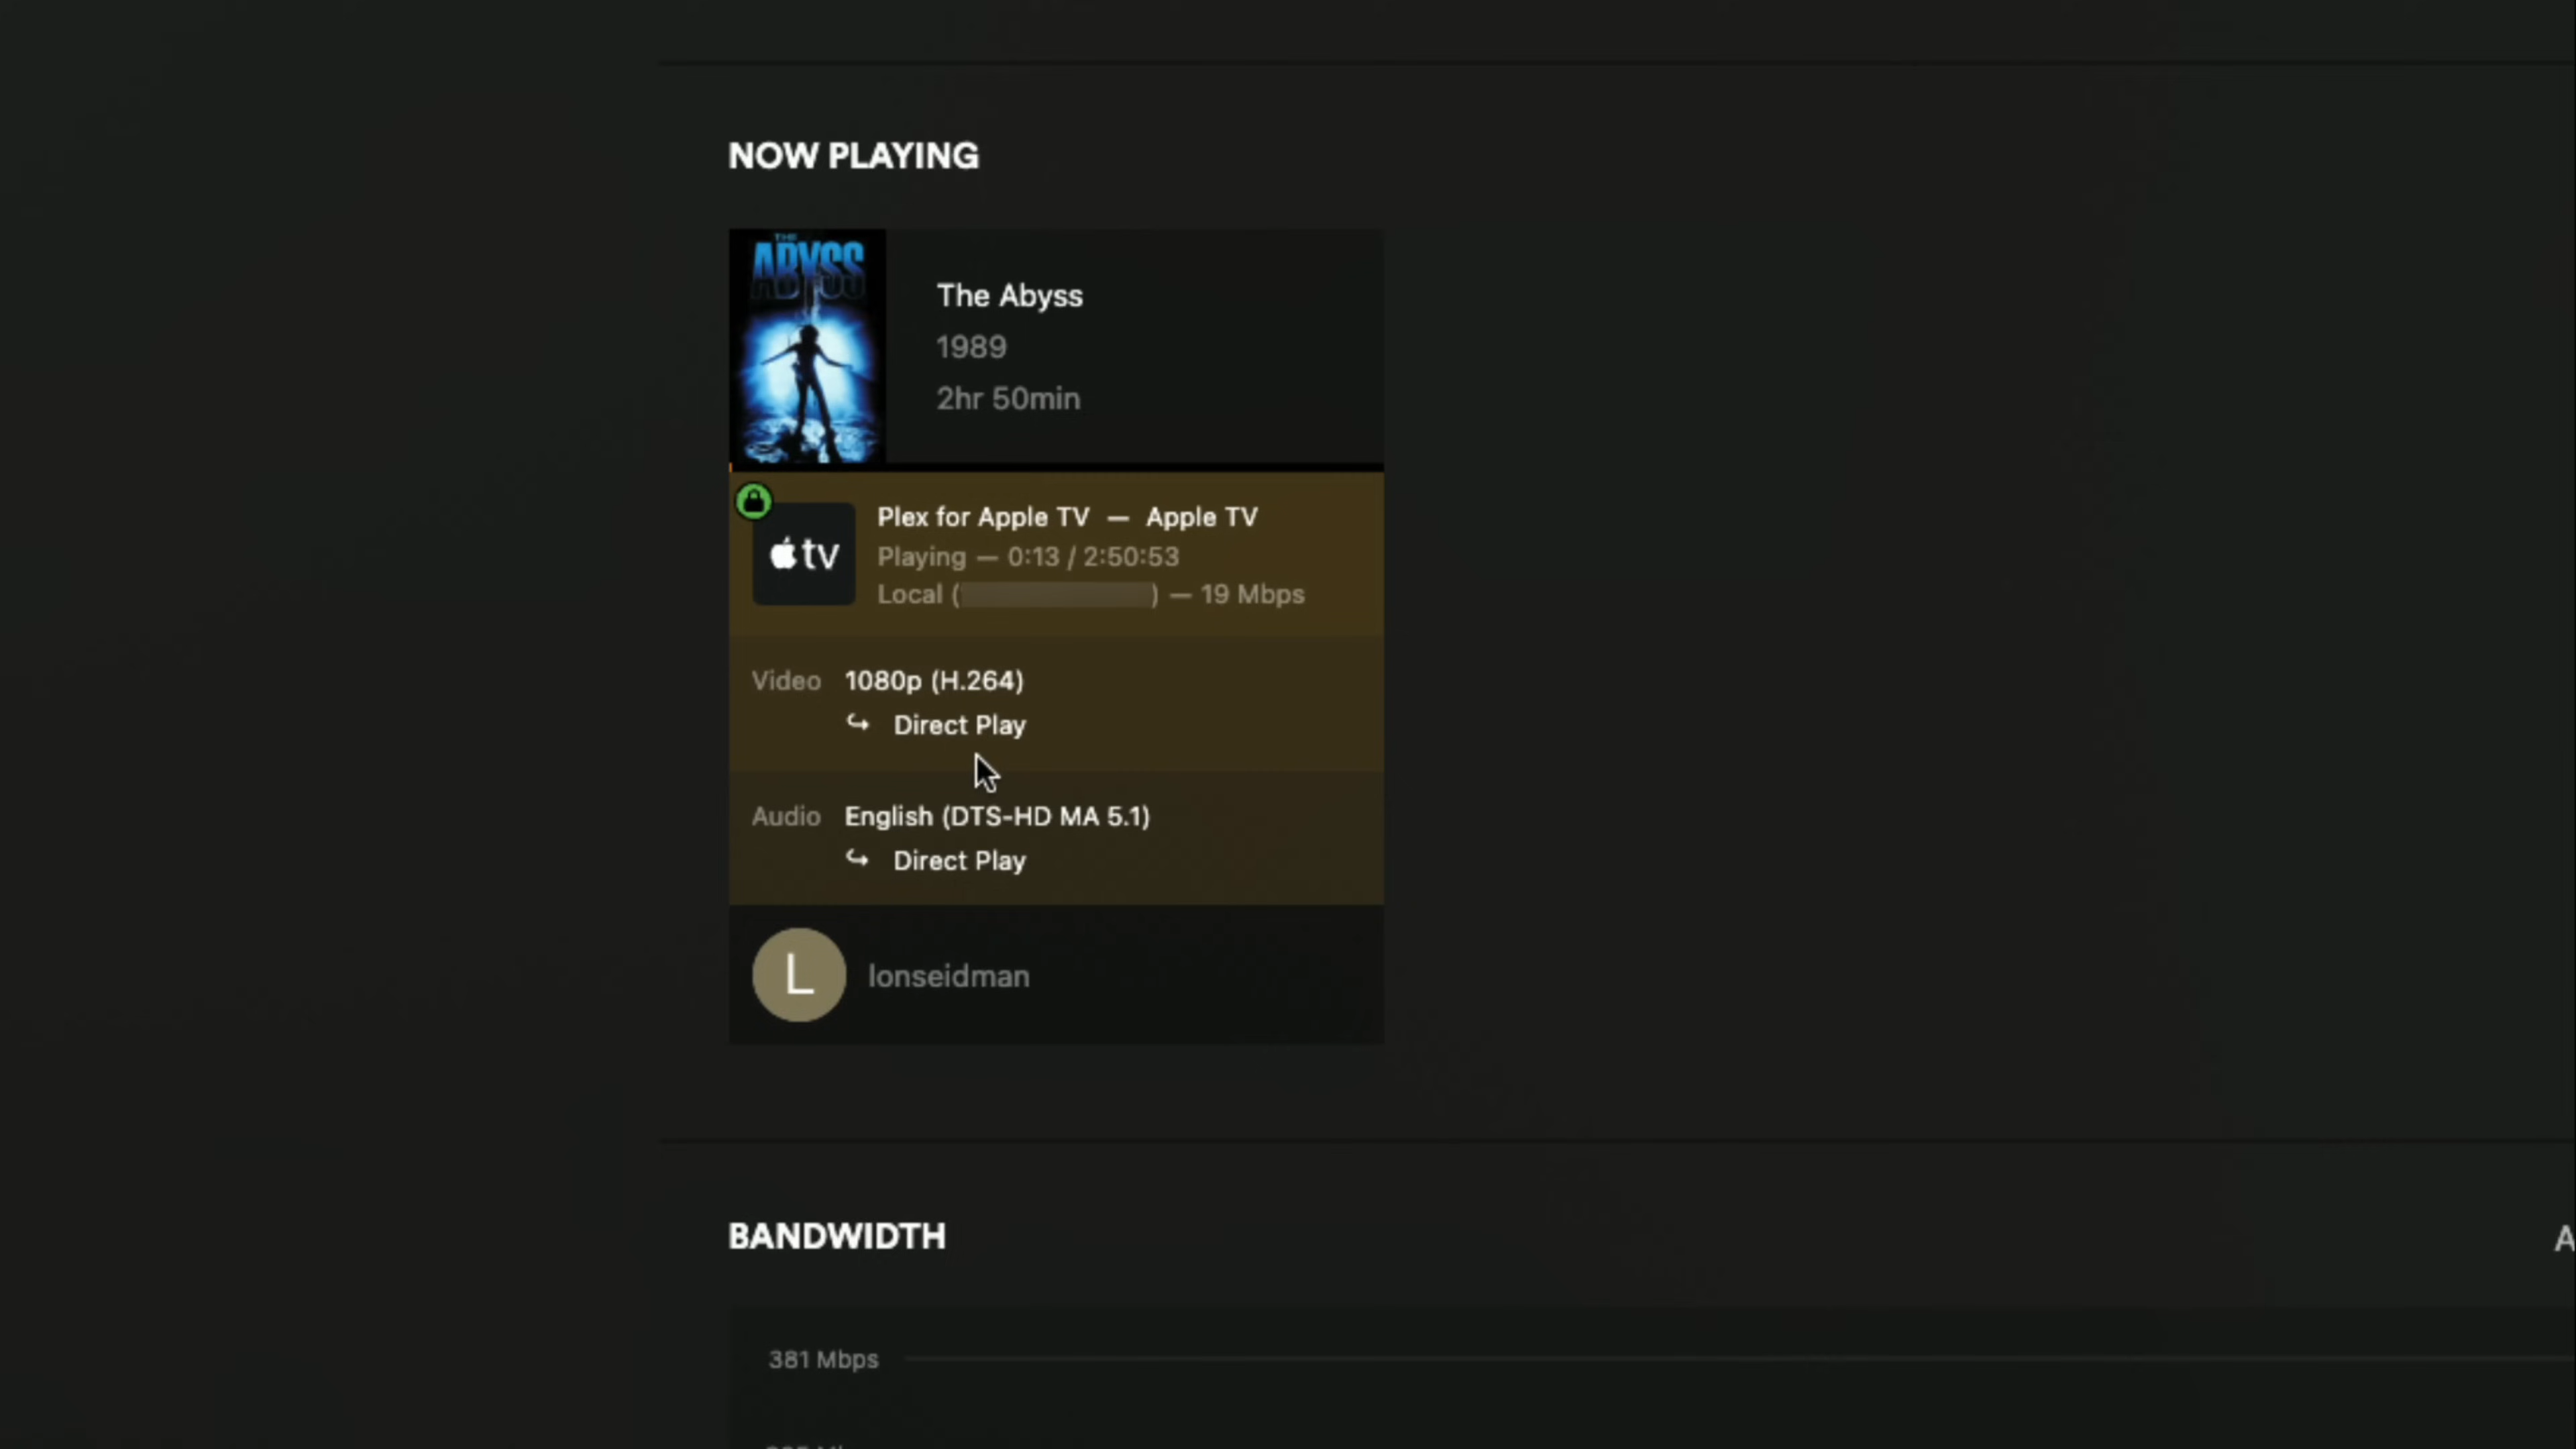 NOW PLAYING
THE
ABYSS
The Abyss
1989
2hr 50min
tv
Plex for Apple TV — Apple TV
Playing — 0:13 / 2:50:53
Local ( ) — 19 Mbps
Video 1080p (H.264)
↪ Direct Play
Audio English (DTS-HD MA 5.1)
↪ Direct Play
L lonseidman
BANDWIDTH
381 Mbps